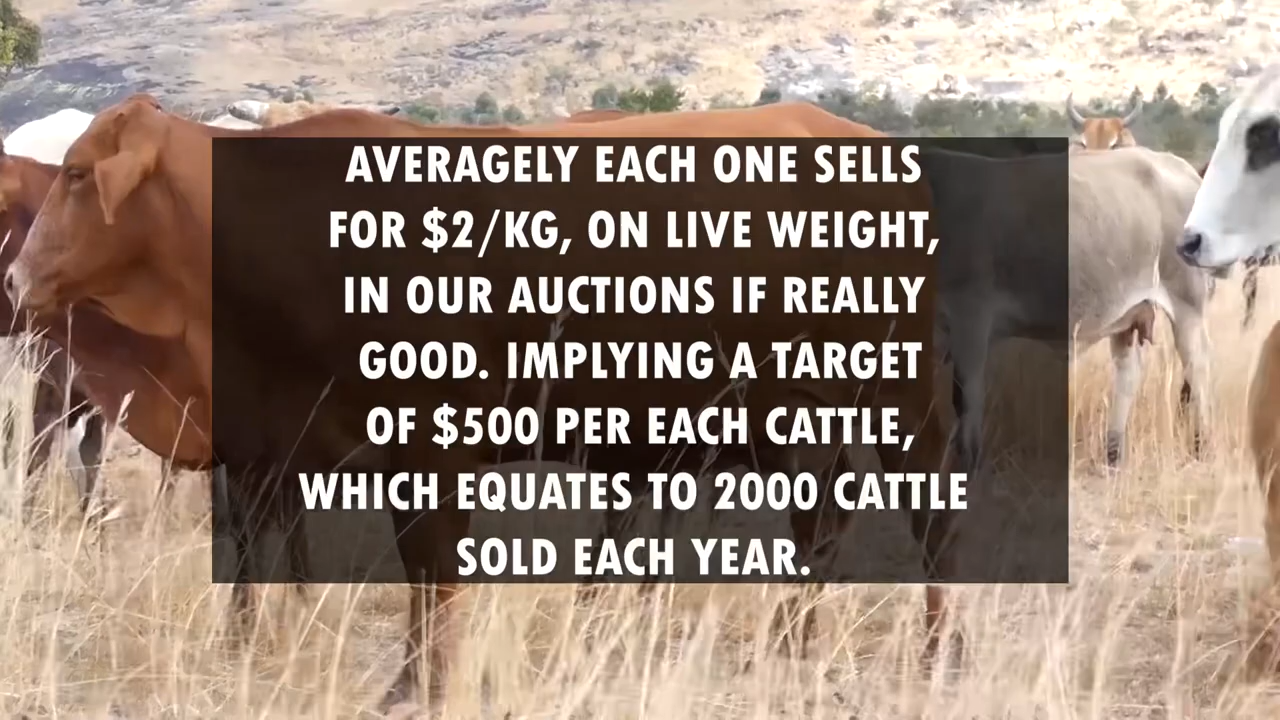 AVERAGELY EACH ONE SELLS
FOR $2/KG, ON LIVE WEIGHT,
IN OUR AUCTIONS IF REALLY
GOOD. IMPLYING A TARGET
OF $500 PER EACH CATTLE,
WHICH EQUATES TO 2000 CATTLE
SOLD EACH YEAR.